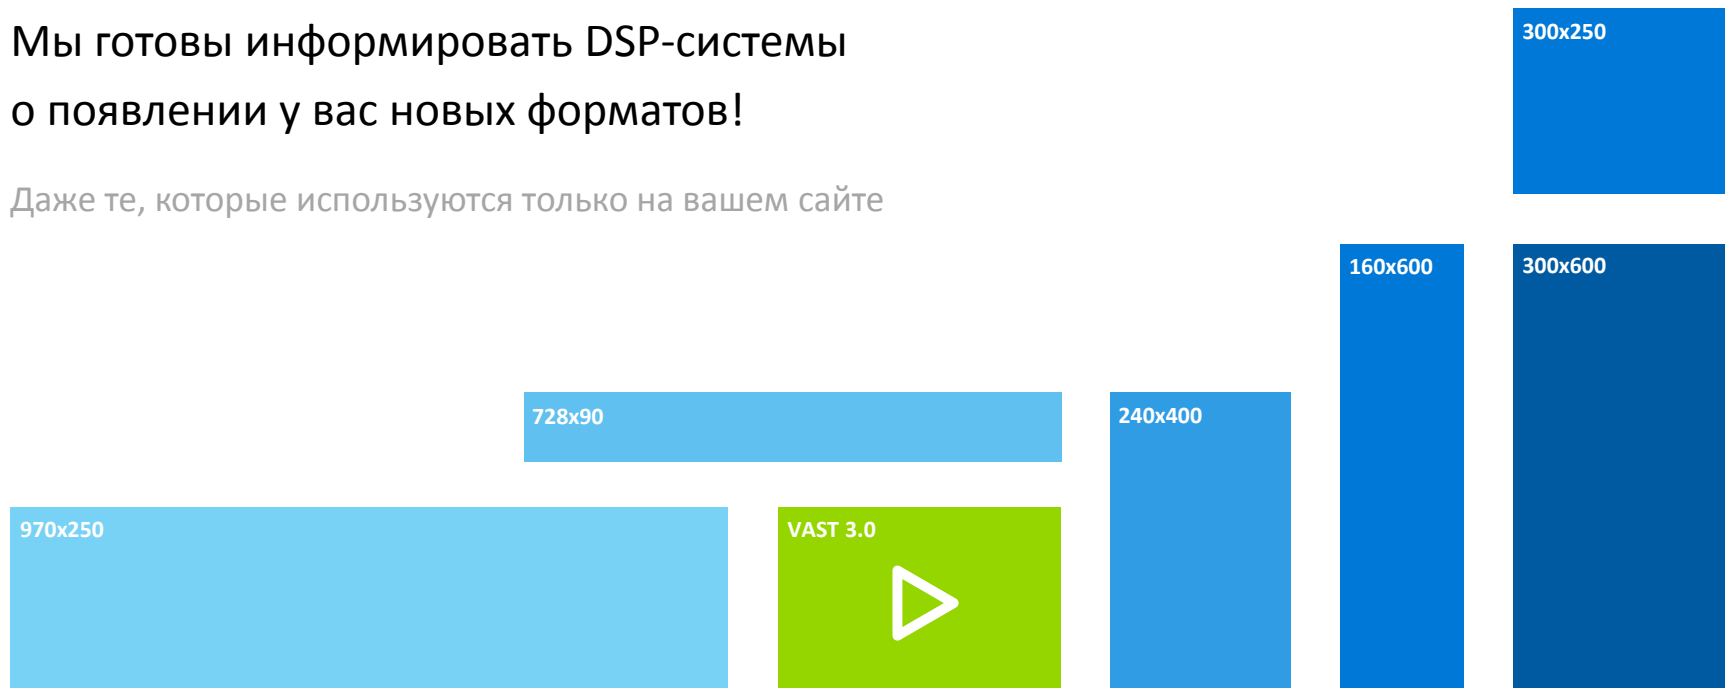 Мы готовы информировать DSP-системы
о появлении у вас новых форматов!
Даже те, которые используются только на вашем сайте
300x250
160x600
300x600
728x90
240x400
970x250
VAST 3.0